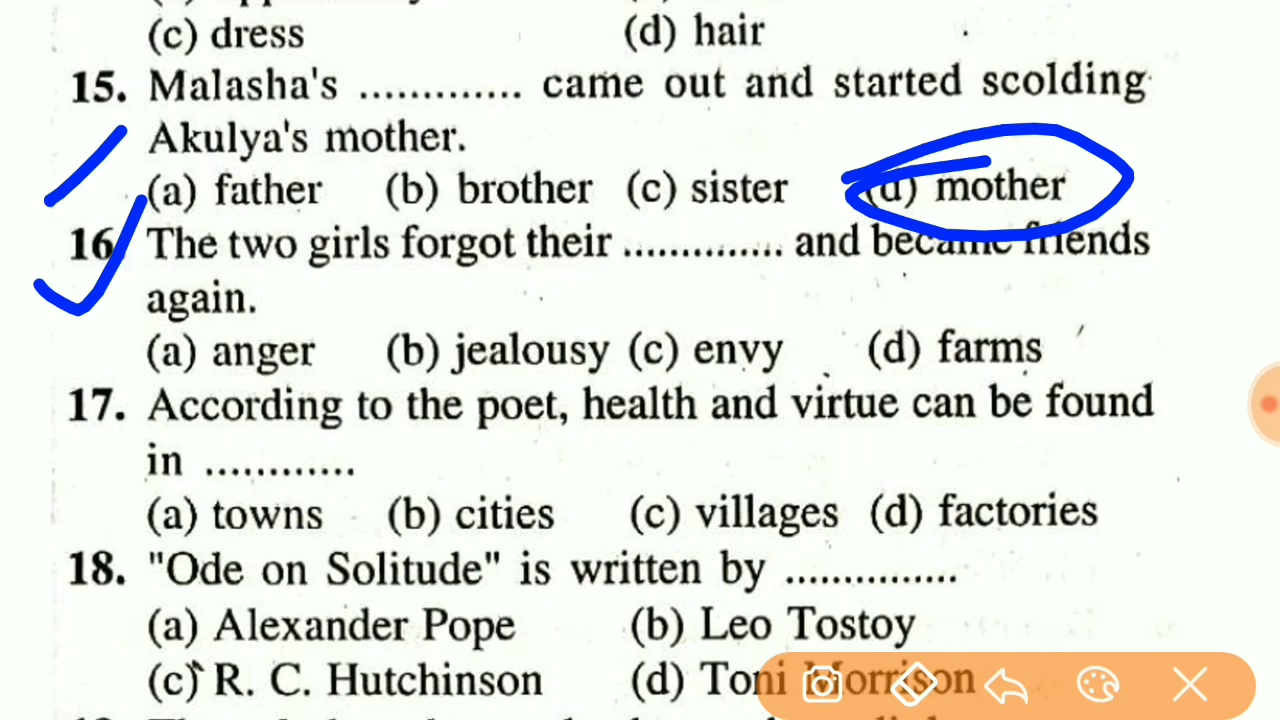 (c) dress (d) hair
15. Malasha's ............. came out and started scolding
Akulya's mother.
(a) father (b) brother (c) sister (d) mother
16. The two girls forgot their .............. and became friends
again.
(a) anger (b) jealousy (c) envy (d) farms
17. According to the poet, health and virtue can be found
in ............
(a) towns (b) cities (c) villages (d) factories
18. "Ode on Solitude" is written by ...............
(a) Alexander Pope (b) Leo Tostoy
(c) R. C. Hutchinson (d) Toni Morrison